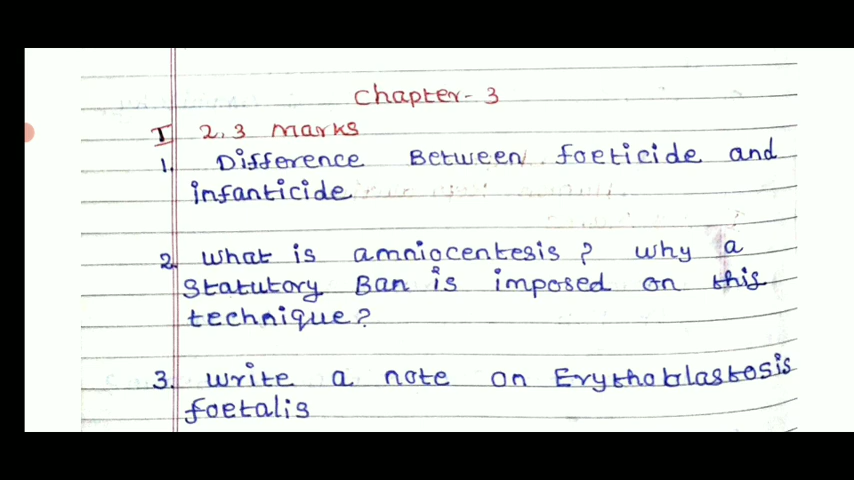 Chapter - 3
I 2, 3 Marks
1. Difference Between foeticide and
infanticide
2. What is amniocentesis ? Why a
Statutory Ban is imposed on this
technique?
3. Write a note on Erythoblastosis
foetalis